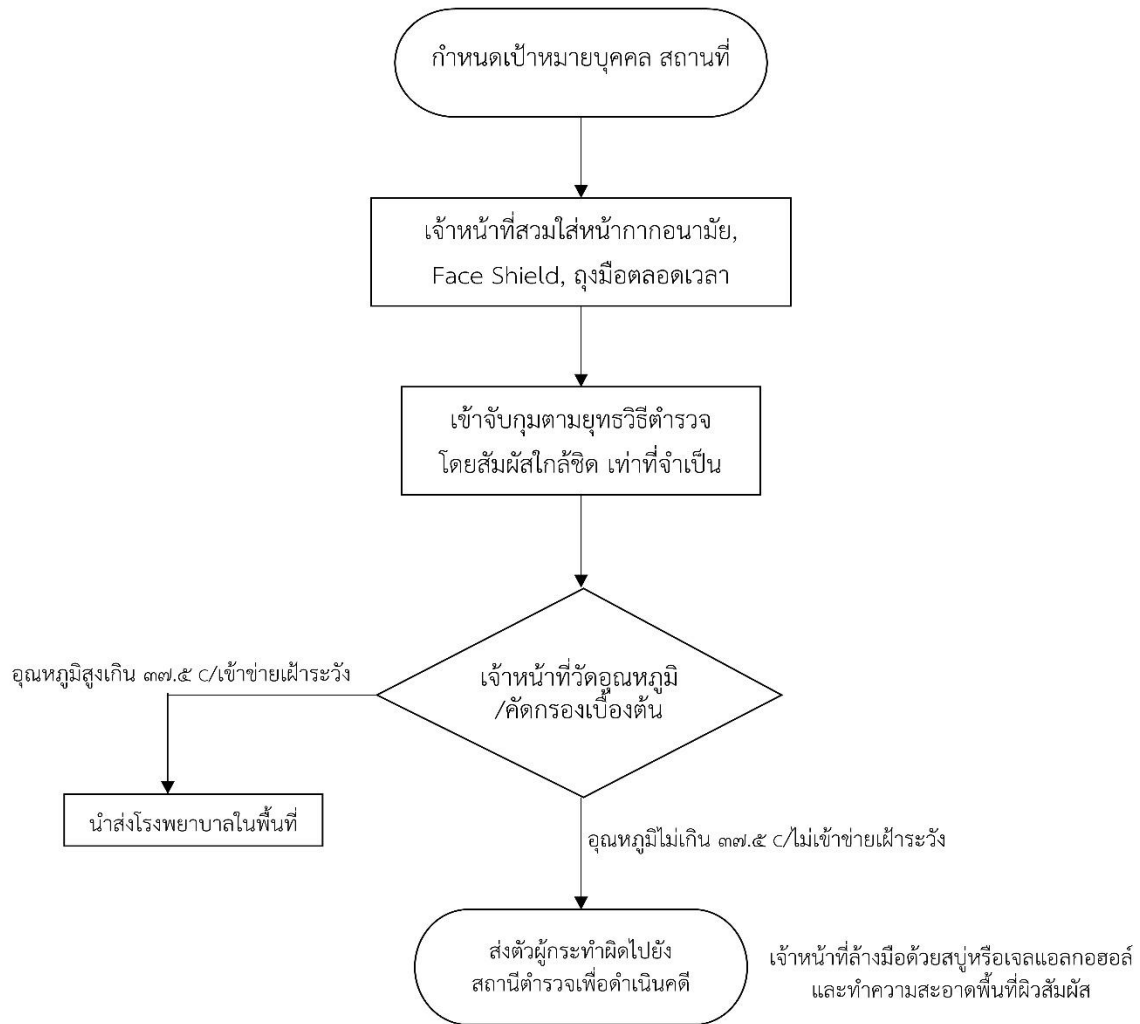 กำหนดเป้าหมายบุคคล สถานที่
เจ้าหน้าที่สวมใส่หน้ากากอนามัย,
Face Shield, ถุงมือตลอดเวลา
เข้าจับกุมตามยุทธวิธีตำรวจ
โดยสัมผัสใกล้ชิด เท่าที่จำเป็น
อุณหภูมิสูงเกิน ๓๗.๕ C/เข้าข่ายเฝ้าระวัง
เจ้าหน้าที่วัดอุณหภูมิ
/คัดกรองเบื้องต้น
นำส่งโรงพยาบาลในพื้นที่
อุณหภูมิไม่เกิน ๓๗.๕ C/ไม่เข้าข่ายเฝ้าระวัง
ส่งตัวผู้กระทำผิดไปยัง
สถานีตำรวจเพื่อดำเนินคดี
เจ้าหน้าที่ล้างมือด้วยสบู่หรือเจลแอลกอฮอล์
และทำความสะอาดพื้นที่ผิวสัมผัส